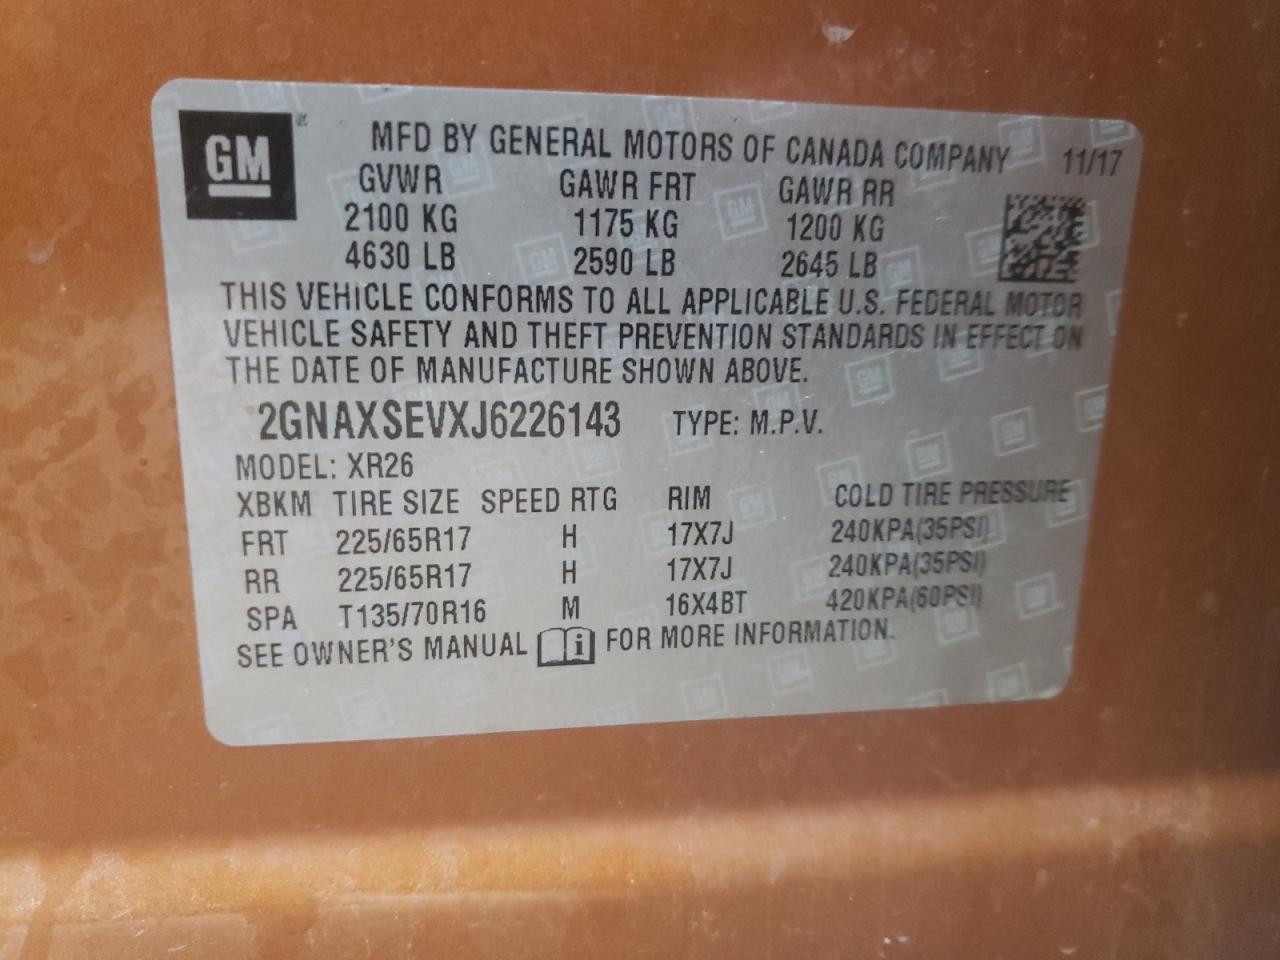 GM
MFD BY GENERAL MOTORS OF CANADA COMPANY 11/17
GVWR GAWR FRT GAWR RR
2100 KG 1175 KG 1200 KG
4630 LB 2590 LB 2645 LB
THIS VEHICLE CONFORMS TO ALL APPLICABLE U.S. FEDERAL MOTOR
VEHICLE SAFETY AND THEFT PREVENTION STANDARDS IN EFFECT ON
THE DATE OF MANUFACTURE SHOWN ABOVE.
2GNAXSEVXJ6226143 TYPE: M.P.V.
MODEL: XR26
XBKM TIRE SIZE SPEED RTG RIM COLD TIRE PRESSURE
FRT 225/65R17 H 17X7J 240KPA(35PSI)
RR 225/65R17 H 17X7J 240KPA(35PSI)
SPA T135/70R16 M 16X4BT 420KPA(60PSI)
SEE OWNER'S MANUAL i FOR MORE INFORMATION.